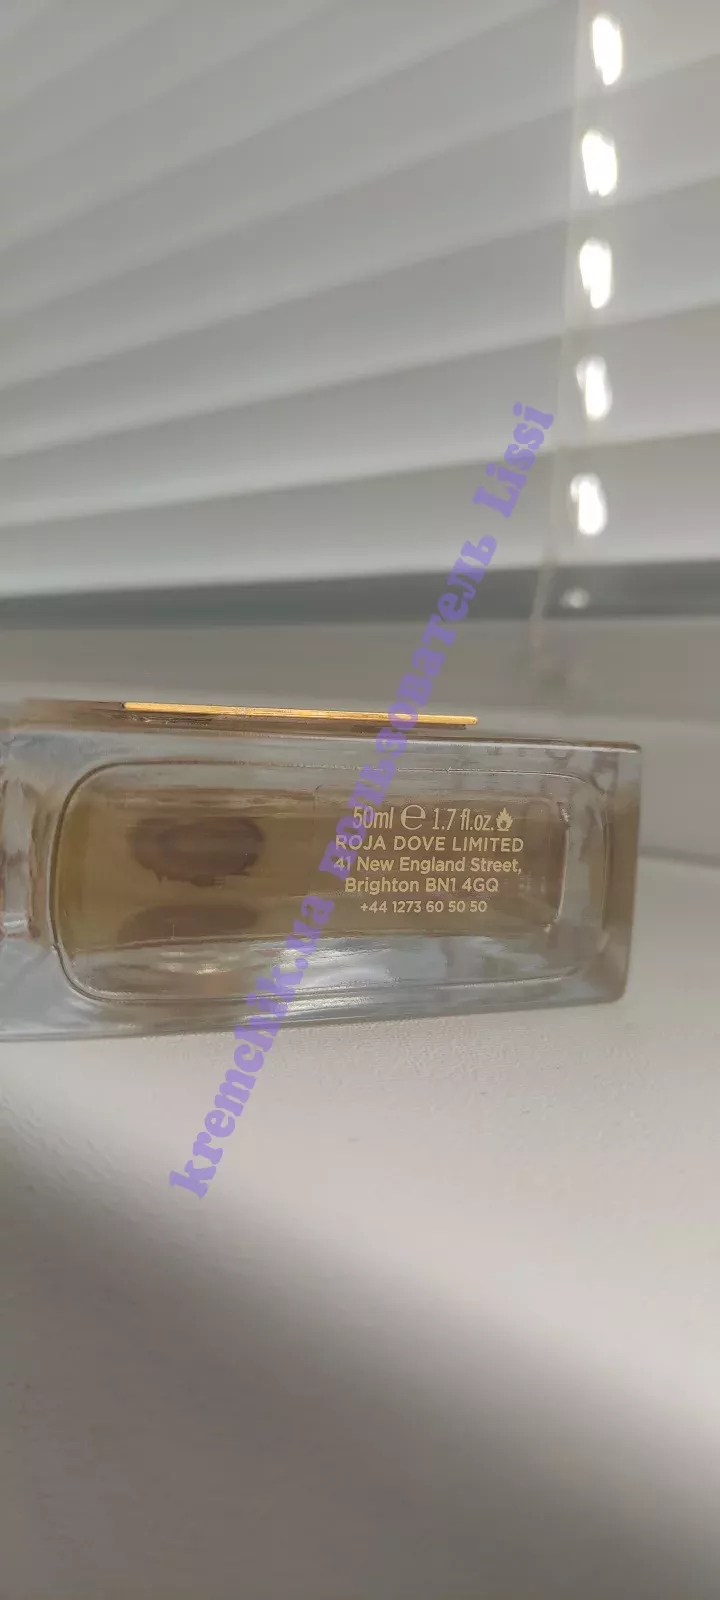 50ml ℮ 1.7 fl.oz.
ROJA DOVE LIMITED
41 New England Street,
Brighton BN1 4GQ
+44 1273 60 50 50
kremchik.ua пользователь Lissi